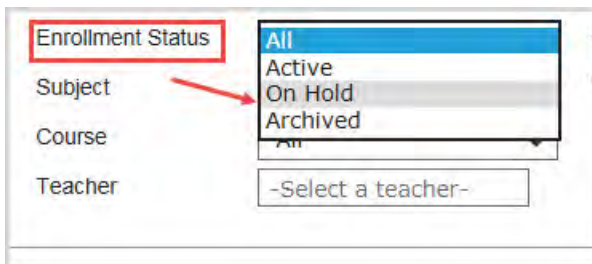 Enrollment Status
All
Active
Subject
On Hold
Archived
Course
All
Teacher
-Select a teacher-